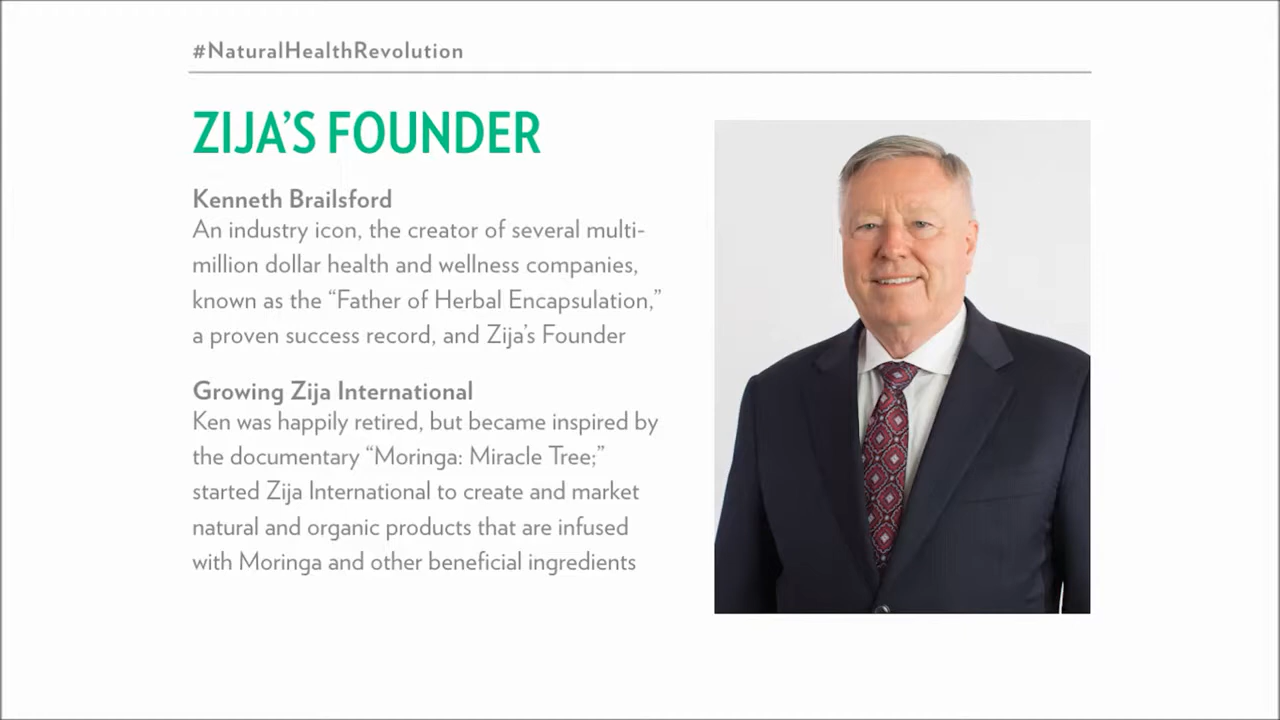 #NaturalHealthRevolution
ZIJA'S FOUNDER
Kenneth Brailsford
An industry icon, the creator of several multi-
million dollar health and wellness companies,
known as the “Father of Herbal Encapsulation,”
a proven success record, and Zija’s Founder
Growing Zija International
Ken was happily retired, but became inspired by
the documentary “Moringa: Miracle Tree;”
started Zija International to create and market
natural and organic products that are infused
with Moringa and other beneficial ingredients